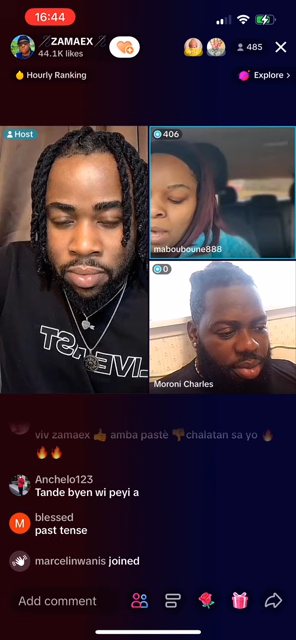 16:44
ZAMAEX
44.1K likes
485
Hourly Ranking
Explore >
Host
406
mabouboune888
0
Moroni Charles
viv zamaex 👍 amba pastè 👎chalatan sa yo 🔥
🔥🔥
Anchelo123
Tande byen wi peyi a
M
blessed
past tense
marcelinwanis joined
Add comment